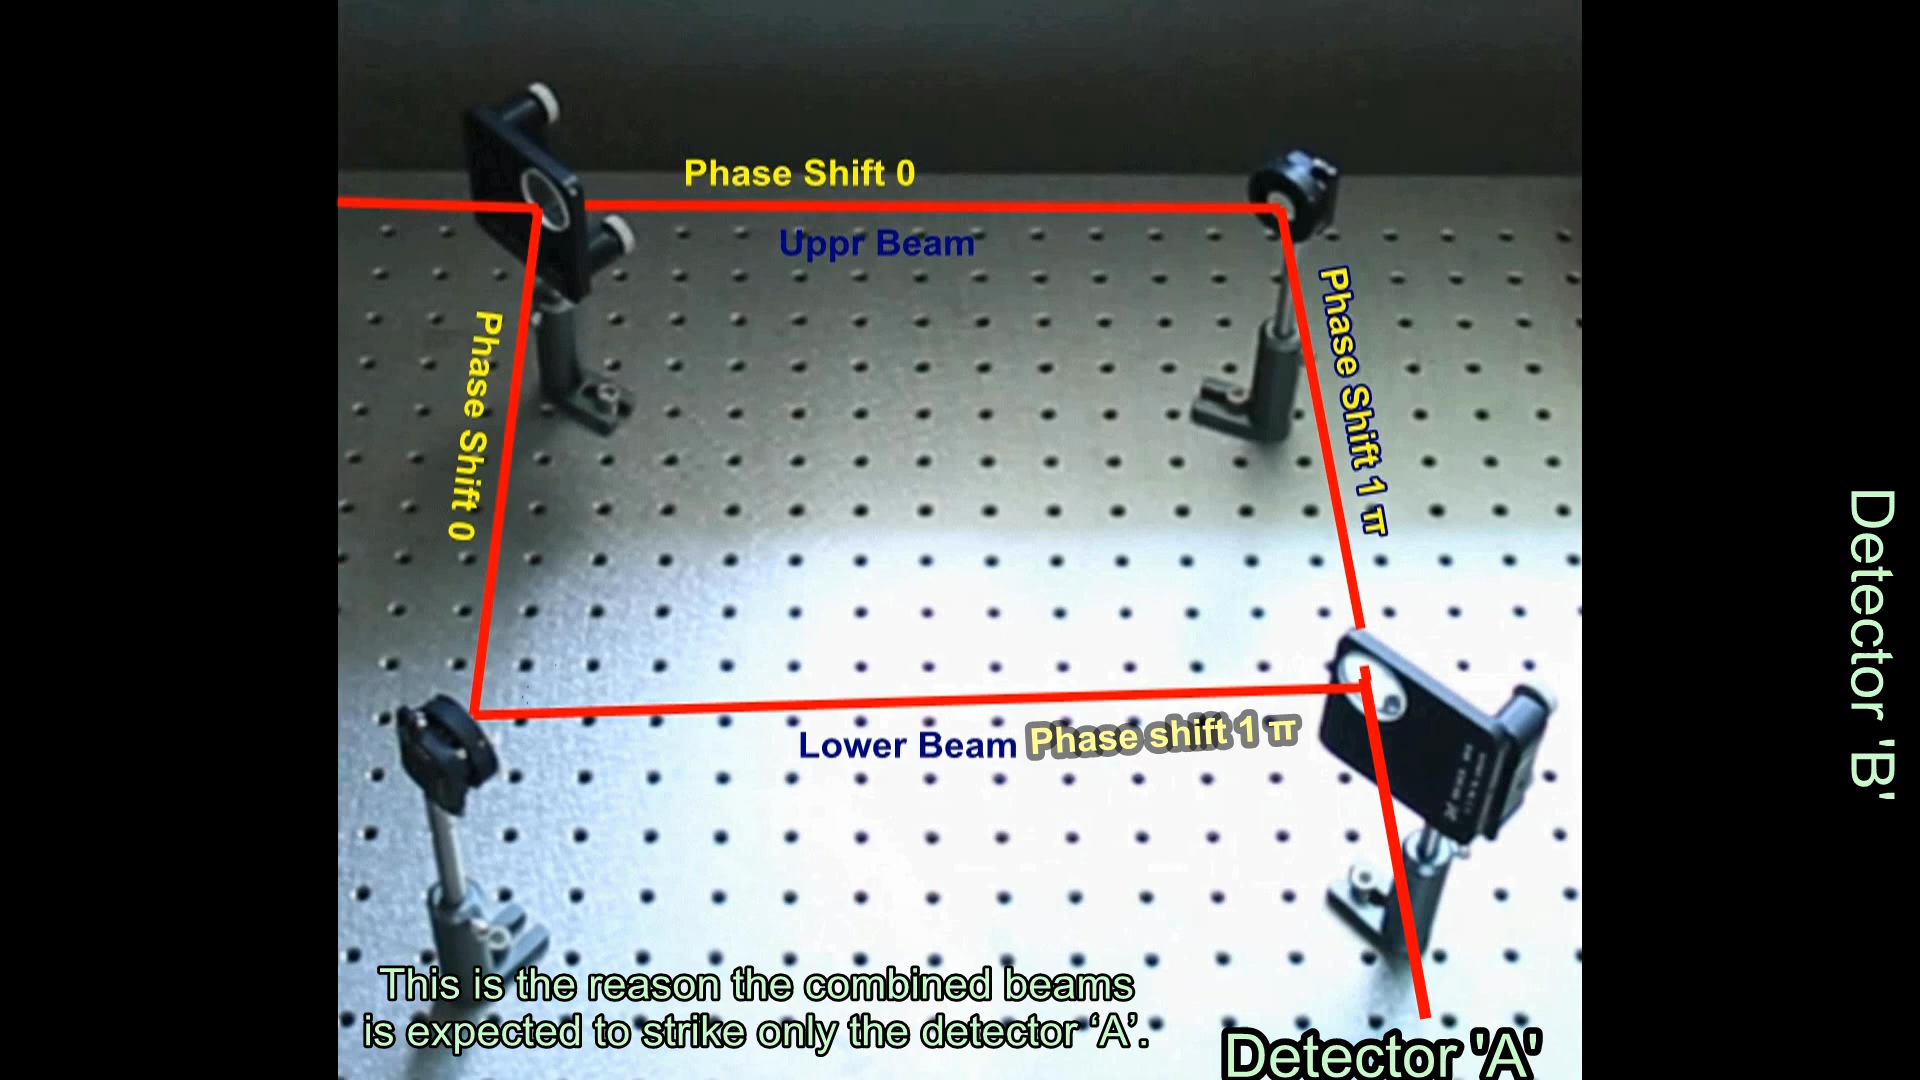 Phase Shift 0
Uppr Beam
Phase Shift 0
Phase Shift 1 π
Lower Beam Phase shift 1 π
Detector 'B'
This is the reason the combined beams
is expected to strike only the detector ‘A’.
Detector 'A'